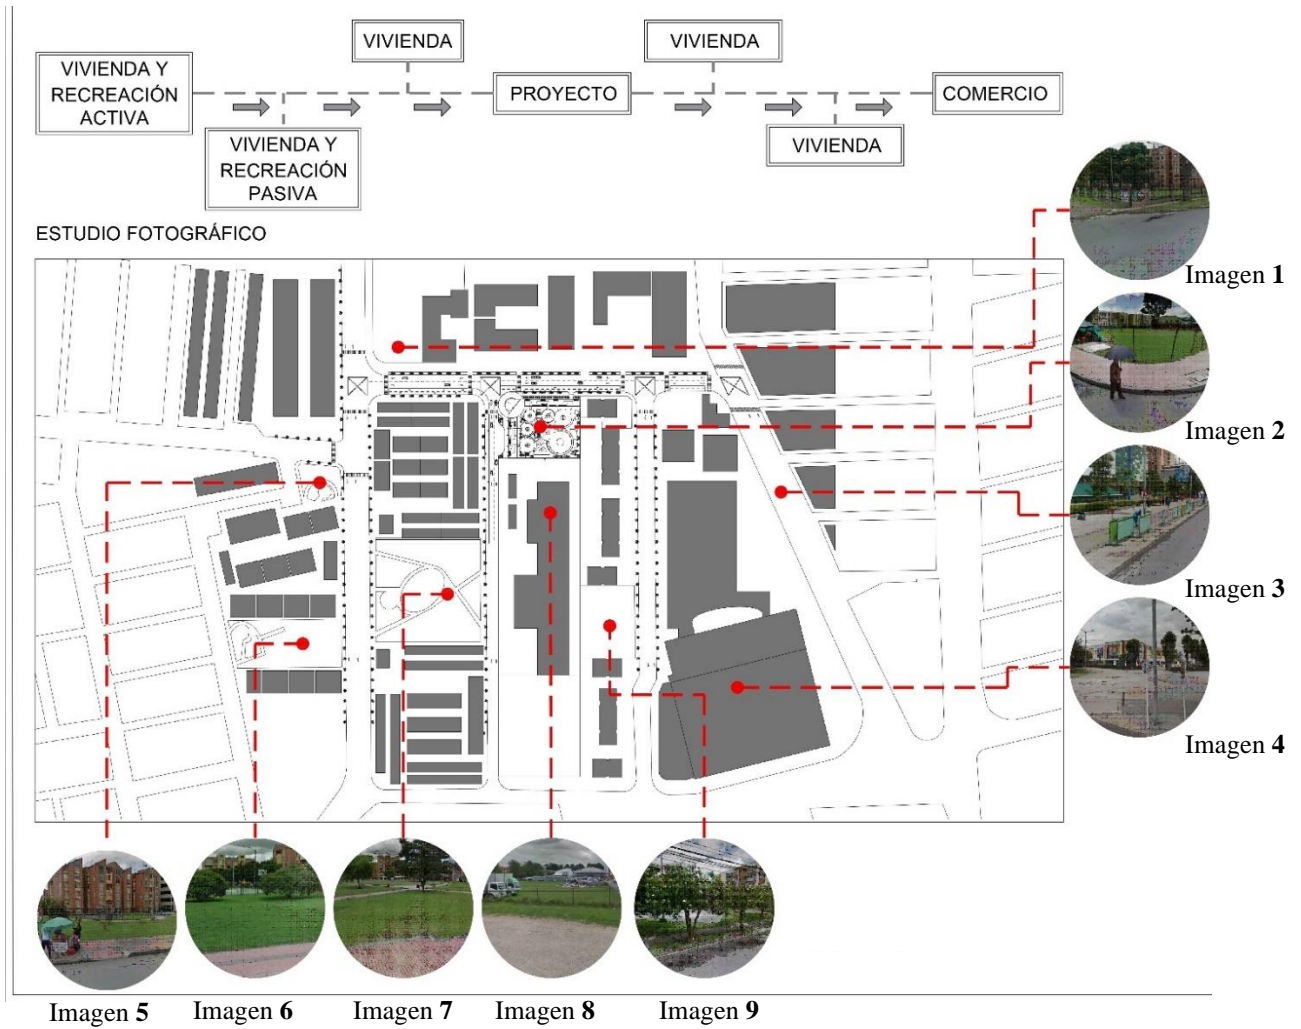 VIVIENDA
VIVIENDA
VIVIENDA Y
RECREACIÓN
ACTIVA
PROYECTO
COMERCIO
VIVIENDA Y
RECREACIÓN
PASIVA
VIVIENDA
ESTUDIO FOTOGRÁFICO
Imagen 1
Imagen 2
Imagen 3
Imagen 4
Imagen 5
Imagen 6
Imagen 7
Imagen 8
Imagen 9